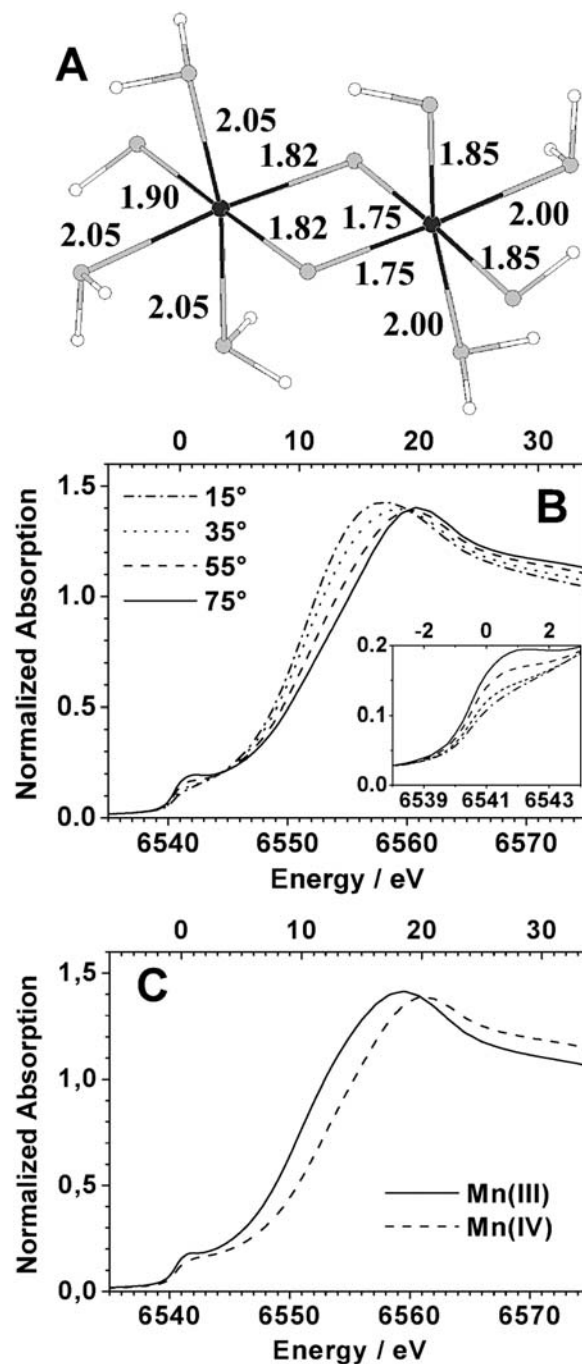 A
2.05
1.82
1.85
1.90
1.75
2.00
2.05
1.82
1.75
1.85
2.05
2.00
0 10 20 30
1.5
1.0
0.5
0.0
Normalized Absorption
15°
35°
55°
75°
B
-2 0 2
0.2
0.1
0.0
6539 6541 6543
6540 6550 6560 6570
Energy / eV
0 10 20 30
C
1,5
1,0
0,5
0,0
Normalized Absorption
Mn(III)
Mn(IV)
6540 6550 6560 6570
Energy / eV